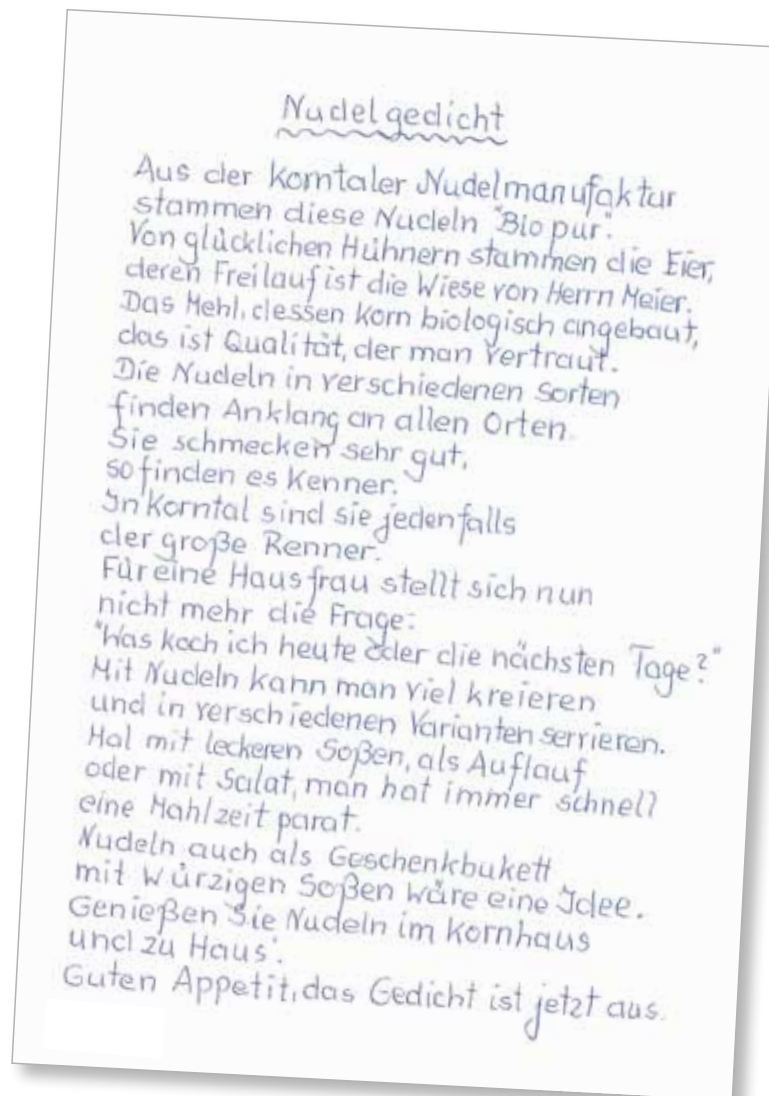 Nudelgedicht
Aus der Korntaler Nudelmanufaktur
stammen diese Nudeln "Bio pur".
Von glücklichen Hühnern stammen die Eier,
deren Freilauf ist die Wiese von Herrn Meier.
Das Mehl, dessen Korn biologisch angebaut,
das ist Qualität, der man vertraut.
Die Nudeln in verschiedenen Sorten
finden Anklang an allen Orten.
Sie schmecken sehr gut,
so finden es Kenner.
In Korntal sind sie jedenfalls
der große Renner.
Für eine Hausfrau stellt sich nun
nicht mehr die Frage:
"Was koch ich heute oder die nächsten Tage?"
Mit Nudeln kann man viel kreieren
und in verschiedenen Varianten servieren.
Mal mit leckeren Soßen, als Auflauf
oder mit Salat, man hat immer schnell
eine Mahlzeit parat.
Nudeln auch als Geschenkbukett
mit würzigen Soßen wäre eine Idee.
Genießen Sie Nudeln im Kornhaus
und zu Haus'.
Guten Appetit, das Gedicht ist jetzt aus.